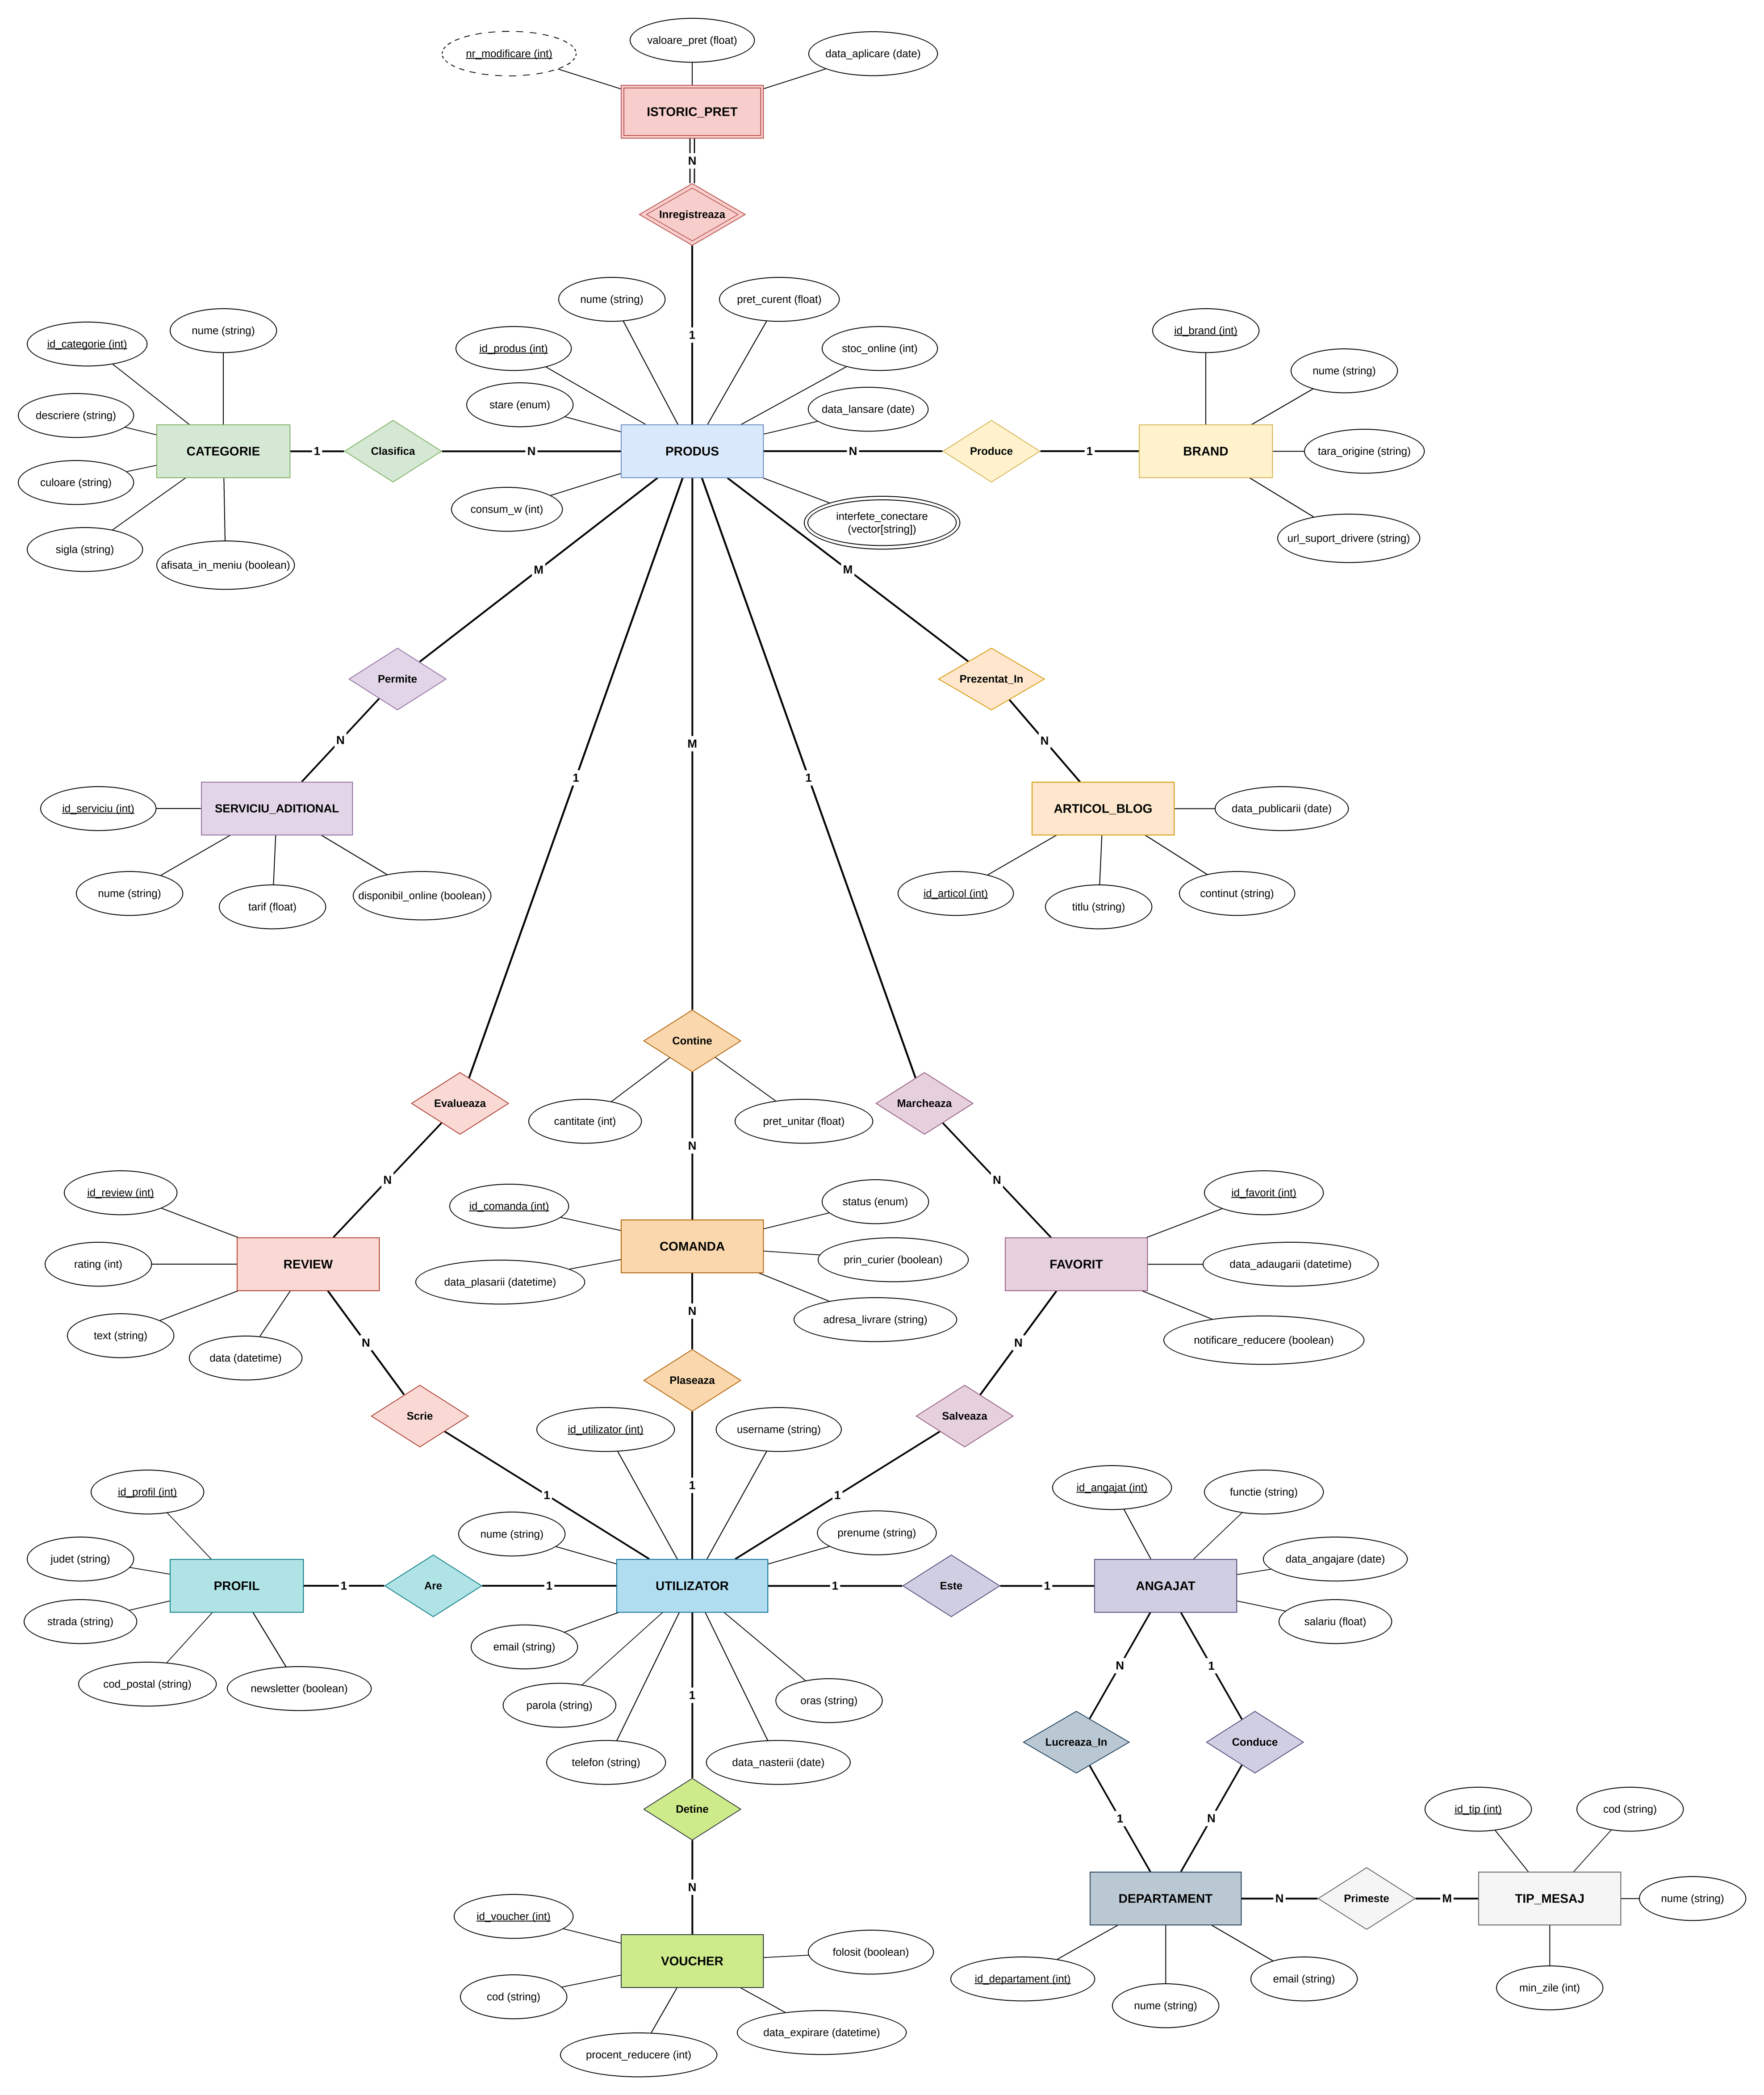 valoare_pret (float)
nr_modificare (int)
data_aplicare (date)
ISTORIC_PRET
N
Inregistreaza
nume (string)
pret_curent (float)
1
nume (string)
id_categorie (int)
id_produs (int)
stoc_online (int)
id_brand (int)
nume (string)
stare (enum)
data_lansare (date)
descriere (string)
CATEGORIE
1
Clasifica
N
PRODUS
N
Produce
1
BRAND
tara_origine (string)
culoare (string)
consum_w (int)
interfete_conectare
(vector[string])
url_suport_drivere (string)
sigla (string)
afisata_in_meniu (boolean)
M
M
Permite
Prezentat_In
N
M
N
1
1
id_serviciu (int)
SERVICIU_ADITIONAL
ARTICOL_BLOG
data_publicarii (date)
nume (string)
tarif (float)
disponibil_online (boolean)
id_articol (int)
titlu (string)
continut (string)
Contine
Evalueaza
Marcheaza
cantitate (int)
pret_unitar (float)
N
N
N
id_review (int)
id_comanda (int)
status (enum)
id_favorit (int)
COMANDA
rating (int)
REVIEW
prin_curier (boolean)
FAVORIT
data_adaugarii (datetime)
data_plasarii (datetime)
N
adresa_livrare (string)
text (string)
N
N
notificare_reducere (boolean)
data (datetime)
Plaseaza
Scrie
Salveaza
id_utilizator (int)
username (string)
1
id_profil (int)
1
1
id_angajat (int)
functie (string)
nume (string)
prenume (string)
judet (string)
data_angajare (date)
PROFIL
1
Are
1
UTILIZATOR
1
Este
1
ANGAJAT
strada (string)
salariu (float)
email (string)
N
1
cod_postal (string)
newsletter (boolean)
parola (string)
1
oras (string)
Lucreaza_In
Conduce
telefon (string)
data_nasterii (date)
Detine
1
N
id_tip (int)
cod (string)
N
DEPARTAMENT
N
Primeste
M
TIP_MESAJ
nume (string)
id_voucher (int)
folosit (boolean)
VOUCHER
id_departament (int)
email (string)
min_zile (int)
cod (string)
nume (string)
data_expirare (datetime)
procent_reducere (int)